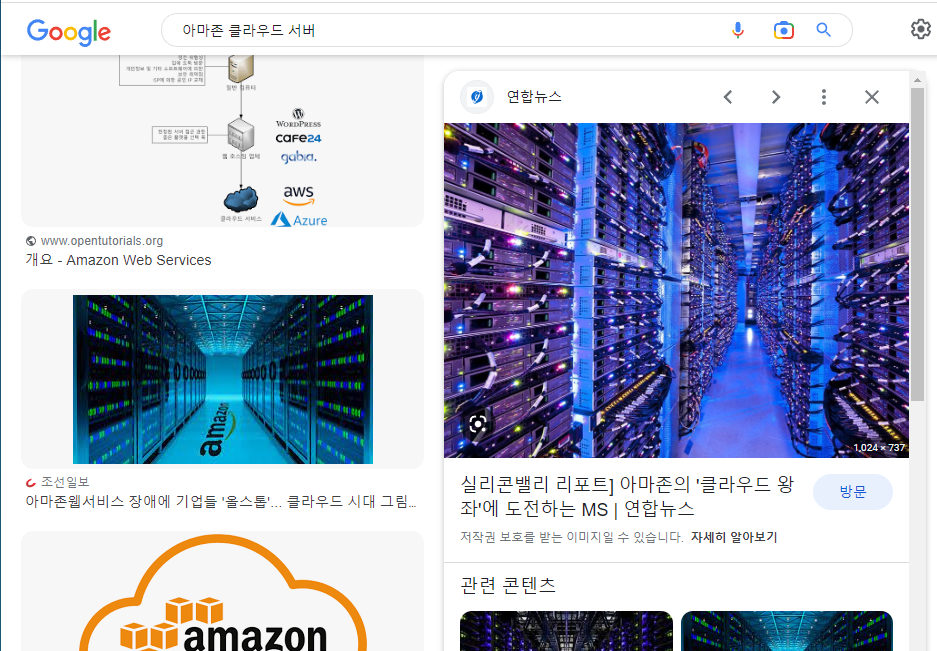 Google
아마존 클라우드 서버
일반 컴퓨터
WORDPRESS
CAFE24
gabia.
웹 호스팅 업체
aws
클라우드 서비스
Azure
www.opentutorials.org
개요 - Amazon Web Services
amazon
조선일보
아마존웹서비스 장애에 기업들 '올스톱'... 클라우드 시대 그림...
amazon
연합뉴스
1,024 × 737
실리콘밸리 리포트] 아마존의 '클라우드 왕
좌'에 도전하는 MS | 연합뉴스
방문
저작권 보호를 받는 이미지일 수 있습니다. 자세히 알아보기
관련 콘텐츠